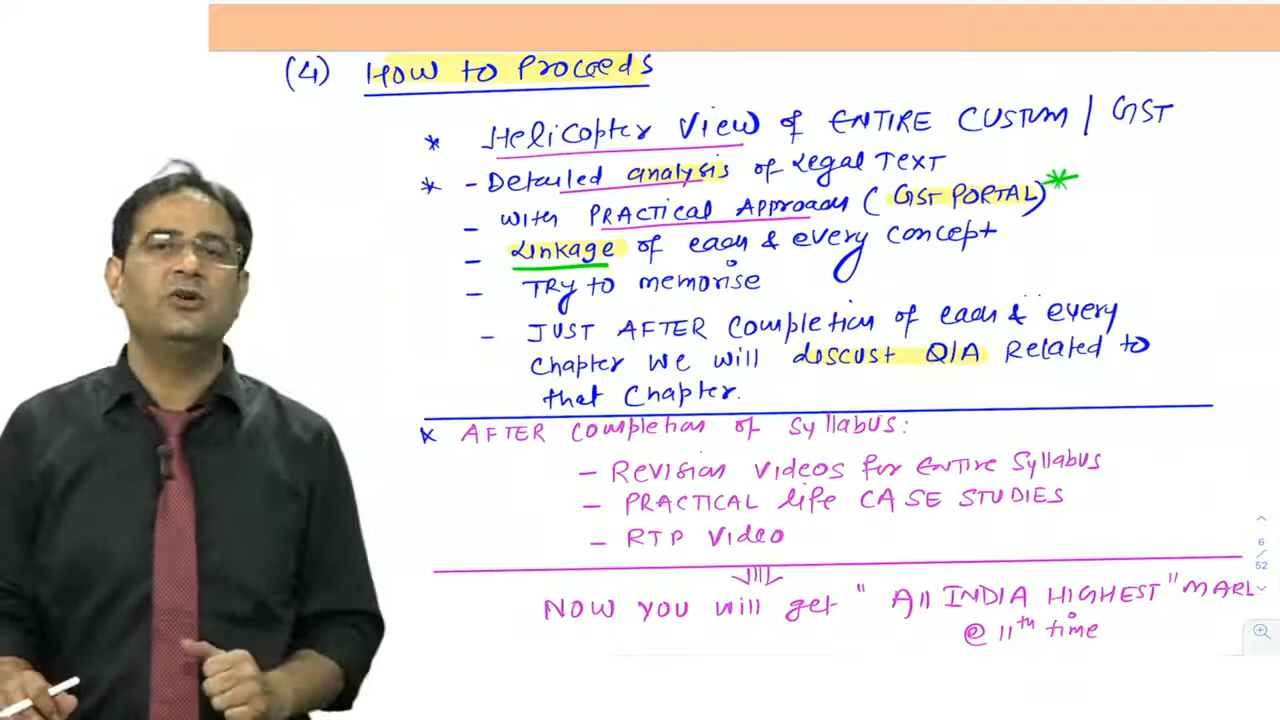 (4) How to Proceeds
* Helicopter View of ENTIRE CUSTUM / GST
* - Detailed analysis of Legal TEXT
- With PRACTICAL APPROACH (GST PORTAL) *
- Linkage of each & every concept
- TRY to memorise
- JUST AFTER Completion of each & every
Chapter We will discust Q/A Related to
that Chapter.
* AFTER Completion of Syllabus:
- Revision Videos for Entire Syllabus
- PRACTICAL life CASE STUDIES
- RTP Video
NOW YOU will get "All INDIA HIGHEST" MARK
@ 11th time
6
/
52